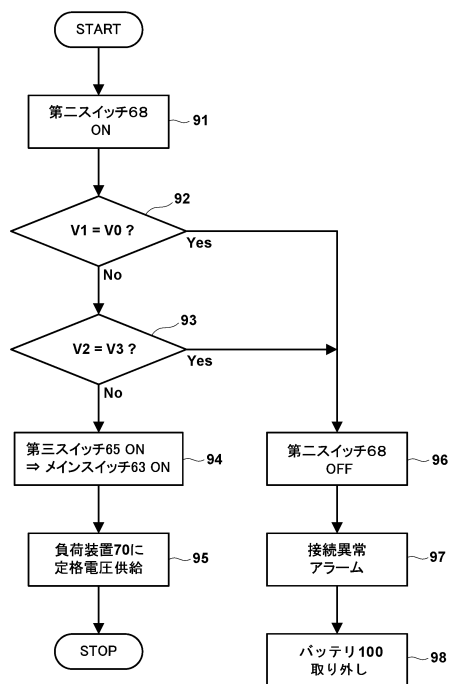 START
第二スイッチ68
ON
91
V1 = V0 ?
92
Yes
No
V2 = V3 ?
93
Yes
No
第三スイッチ65 ON
⇒ メインスイッチ63 ON
94
第二スイッチ68
OFF
96
負荷装置70に
定格電圧供給
95
接続異常
アラーム
97
STOP
バッテリ100
取り外し
98